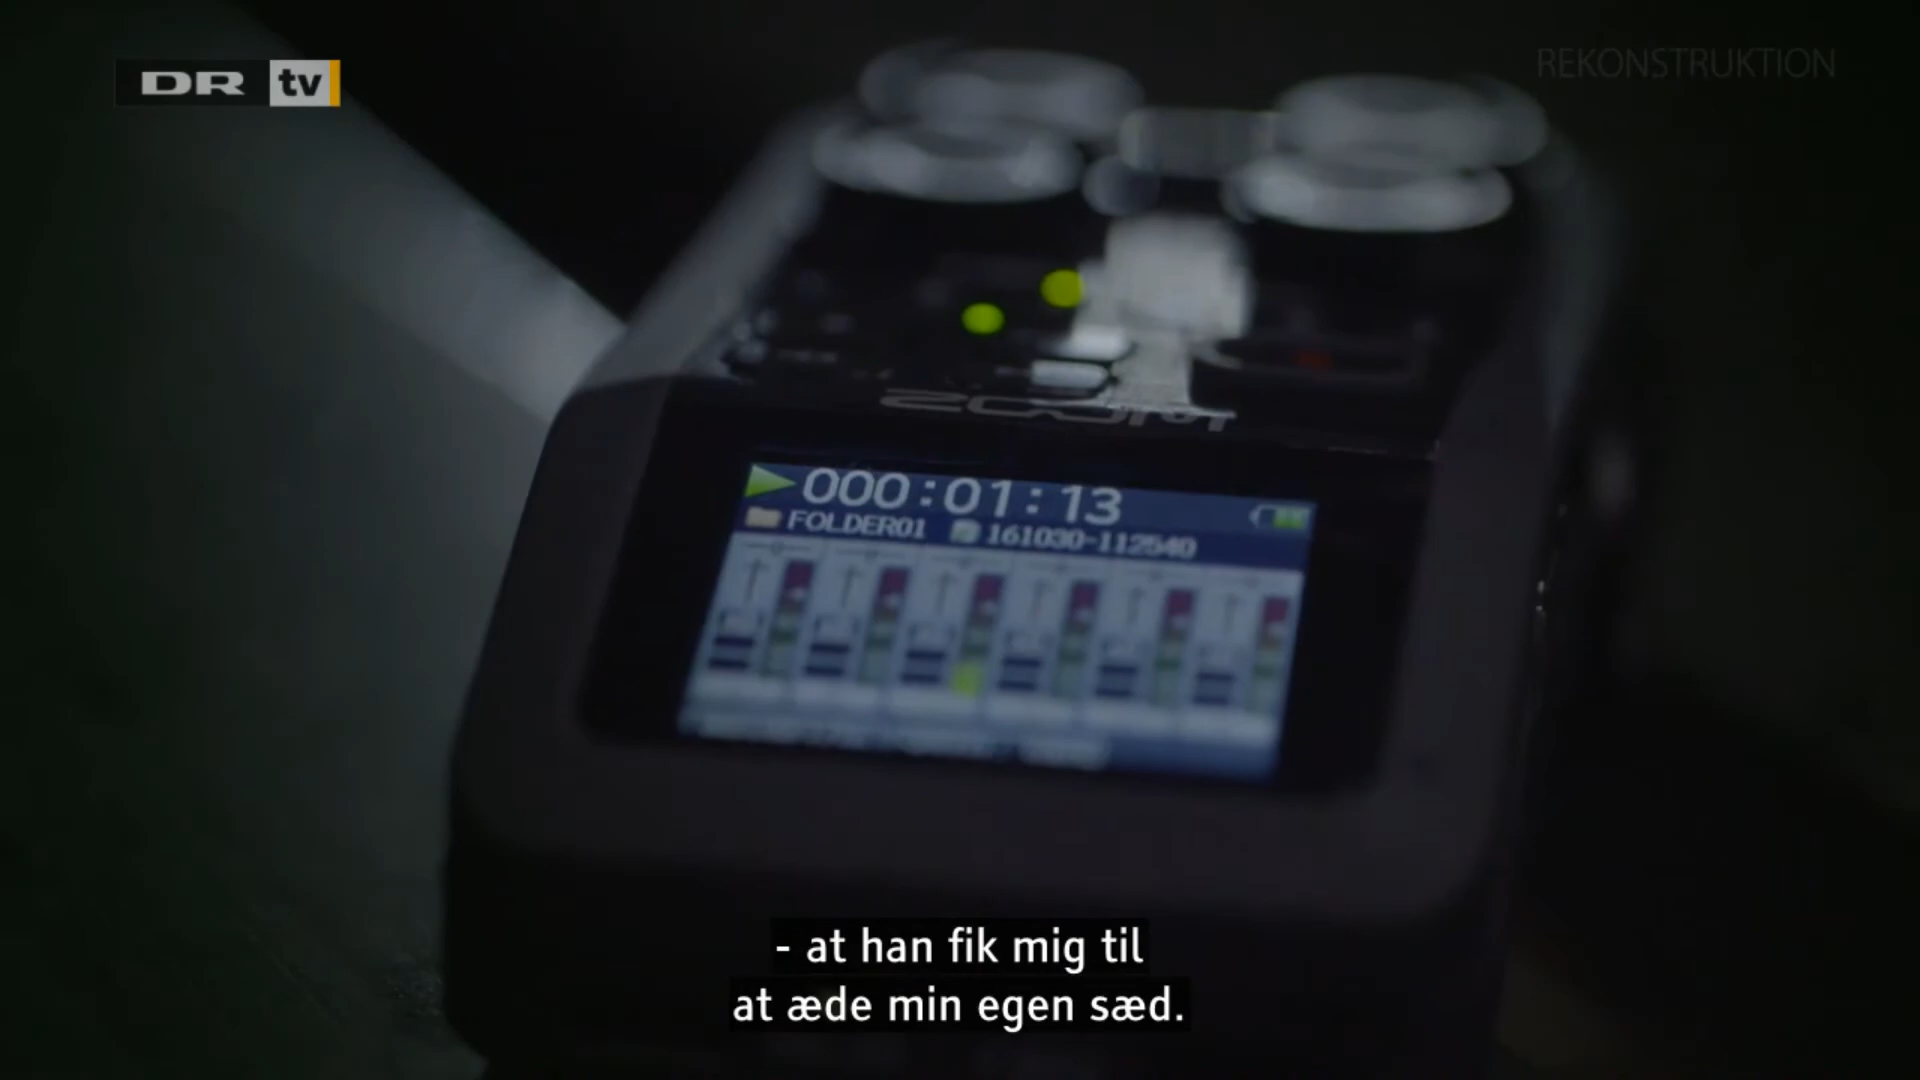 DR tv
REKONSTRUKTION
ZOOM
000:01:13
FOLDER01 161030-112540
- at han fik mig til
at æde min egen sæd.